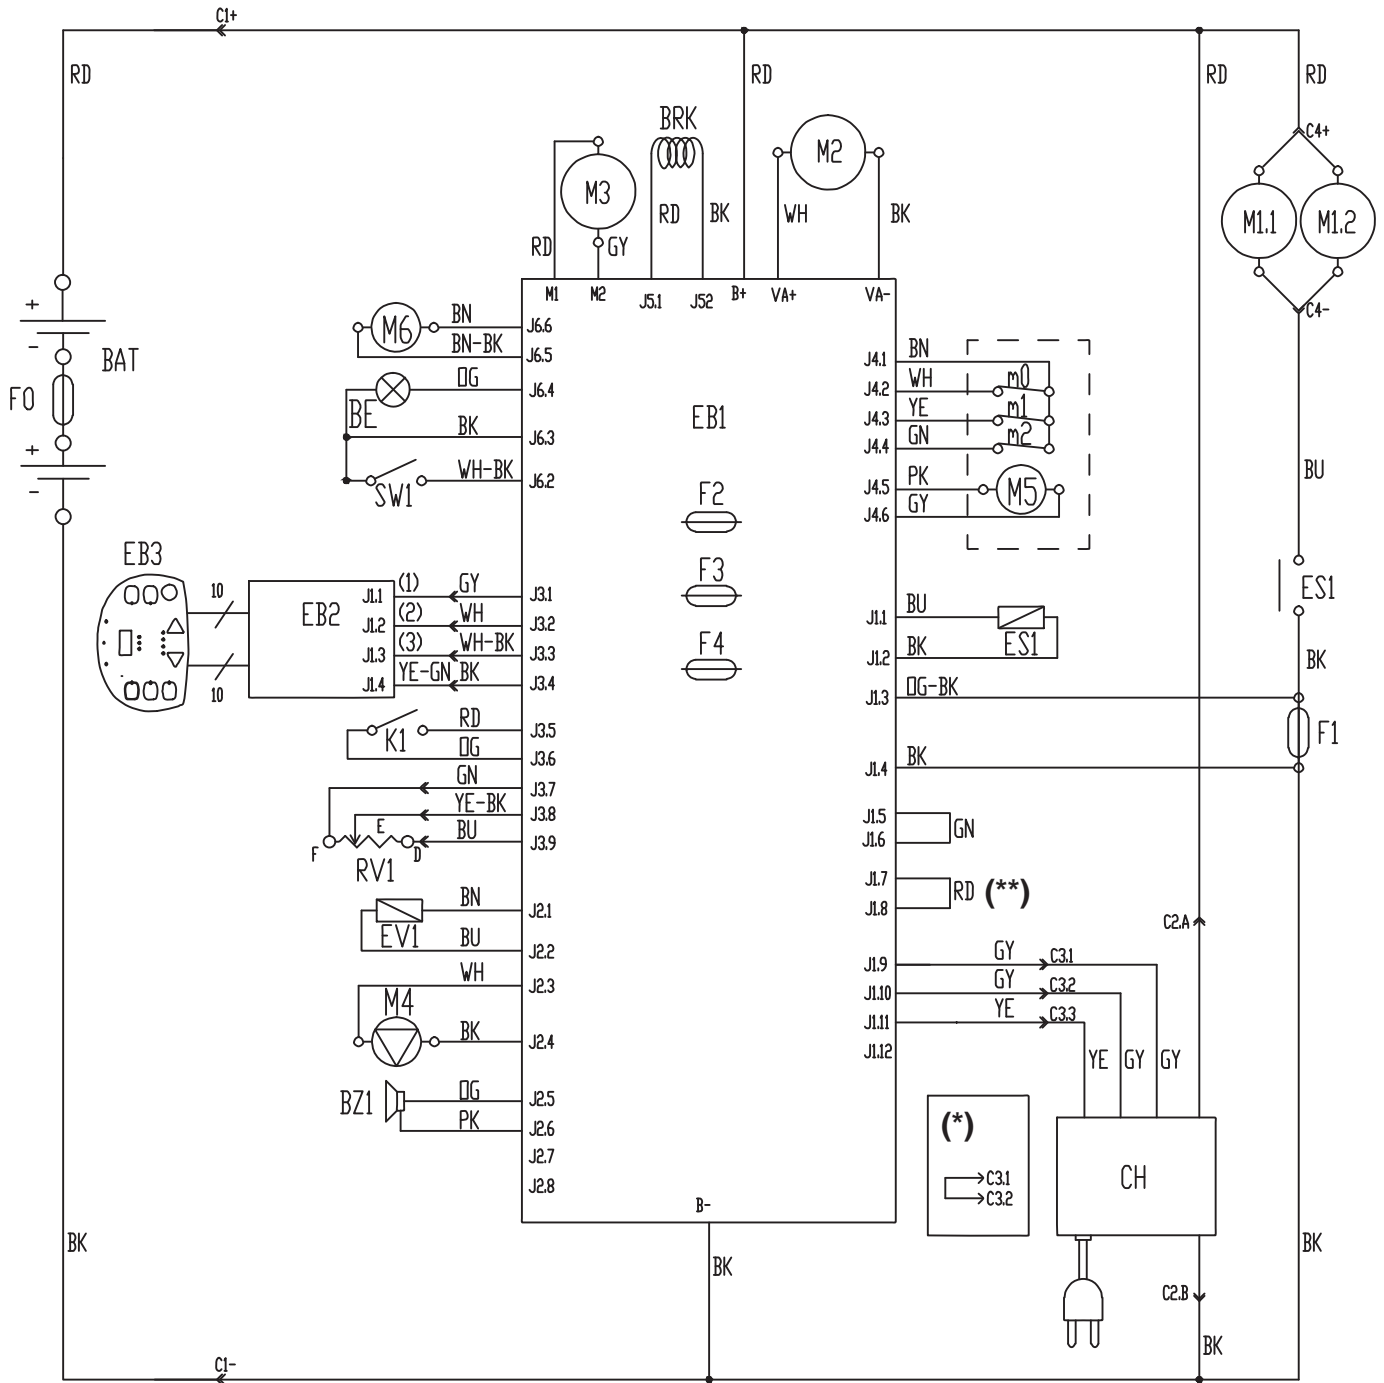 C1+
RD
RD
RD
RD
BRK
C4+
M2
M3
M1.1
M1.2
RD
BK
WH
BK
RD
GY
M1
M2
J5.1
J52
B+
VA+
VA-
C4-
+
-
BAT
F0
+
-
M6
BN
J6.6
BN-BK
J6.5
OG
J6.4
BE
BK
J6.3
WH-BK
J6.2
SW1
EB1
F2
F3
F4
J4.1
BN
J4.2
WH
m0
J4.3
YE
m1
J4.4
GN
m2
J4.5
PK
M5
J4.6
GY
BU
ES1
EB3
10
10
EB2
J1.1
(1)
GY
J3.1
J1.2
(2)
WH
J3.2
J1.3
(3)
WH-BK
J3.3
J1.4
YE-GN
BK
J3.4
J1.1
BU
J1.2
BK
ES1
BK
J1.3
OG-BK
F1
J1.4
BK
K1
RD
J3.5
OG
J3.6
GN
J3.7
YE-BK
J3.8
E
BU
J3.9
F
D
RV1
J1.5
J1.6
GN
J1.7
J1.8
RD (**)
BN
J2.1
EV1
BU
J2.2
WH
J2.3
M4
BK
J2.4
BZ1
OG
J2.5
PK
J2.6
J2.7
J2.8
C2.A
J1.9
GY
C3.1
J1.10
GY
C3.2
J1.11
YE
C3.3
J1.12
YE
GY
GY
(*)
C3.1
C3.2
CH
B-
BK
BK
BK
C2.B
BK
C1-